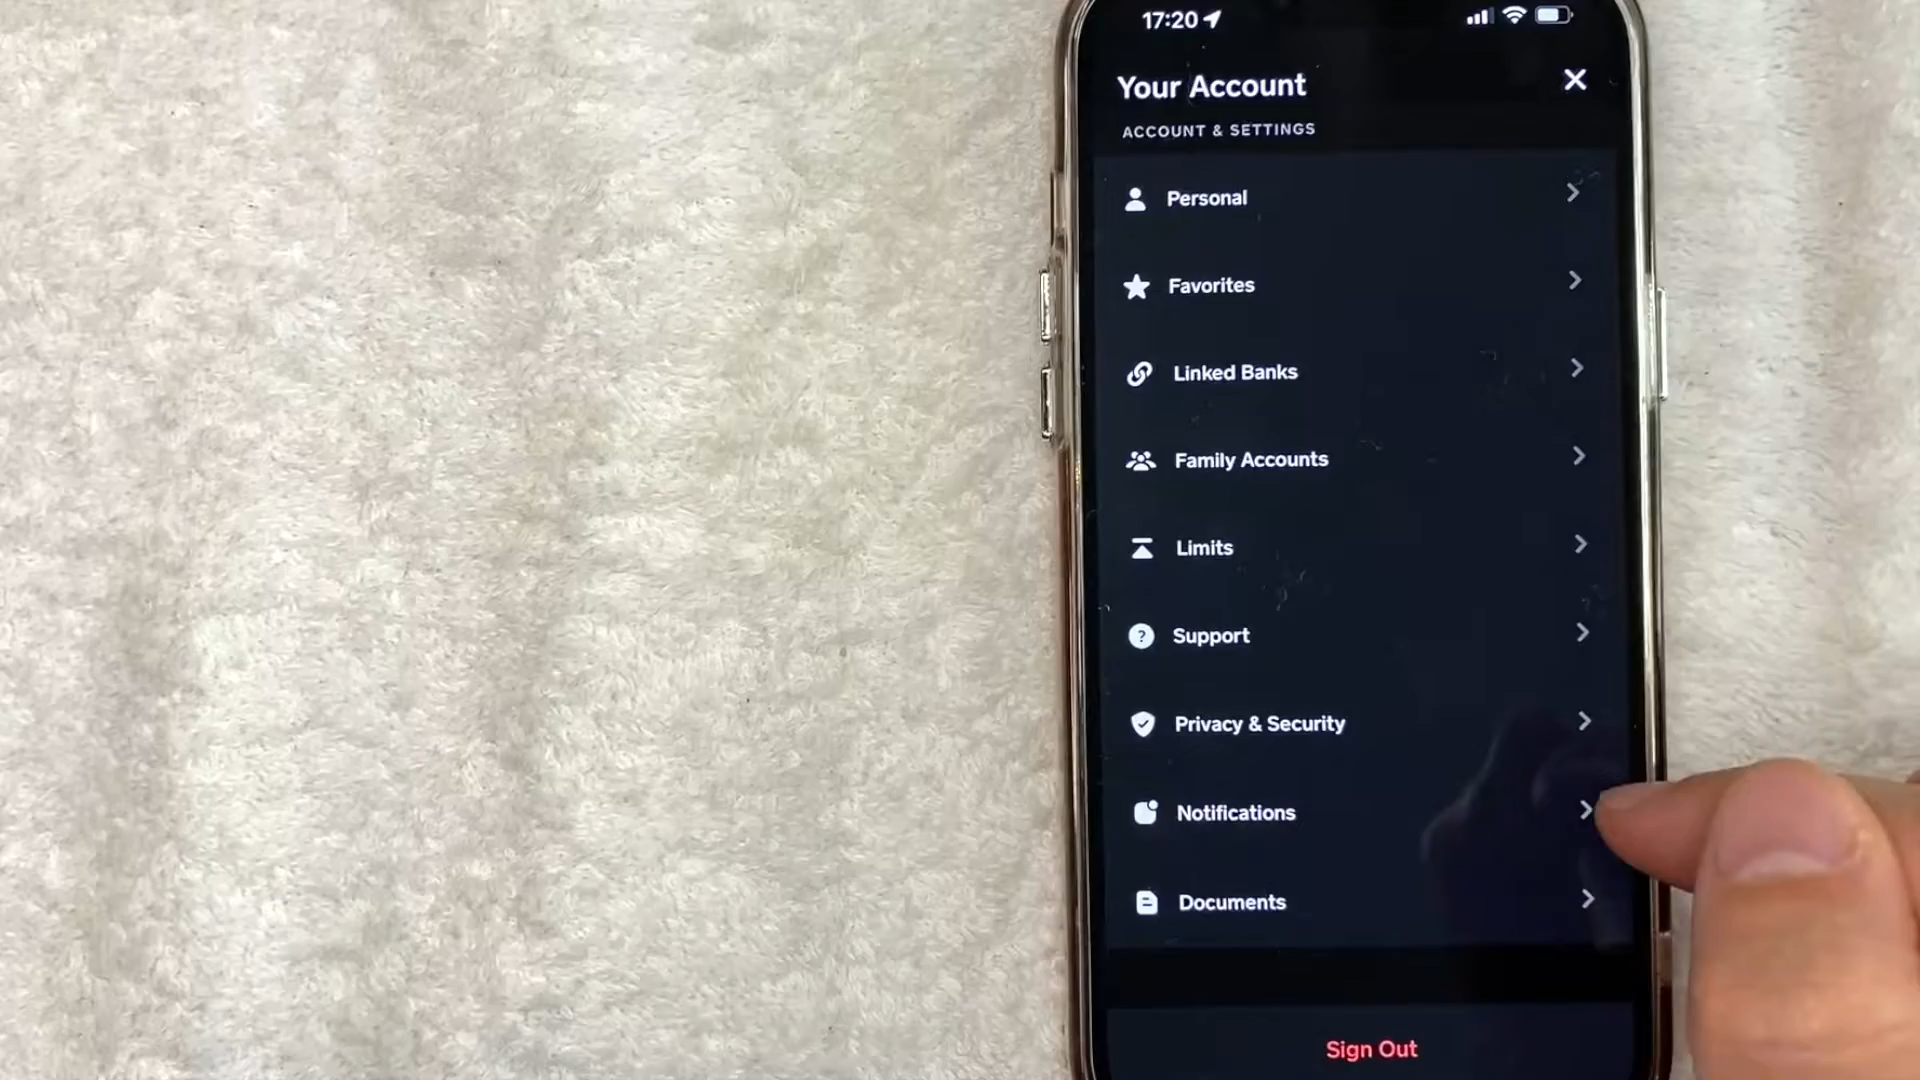 17:20
Your Account
ACCOUNT & SETTINGS
Personal
Favorites
Linked Banks
Family Accounts
Limits
Support
Privacy & Security
Notifications
Documents
Sign Out